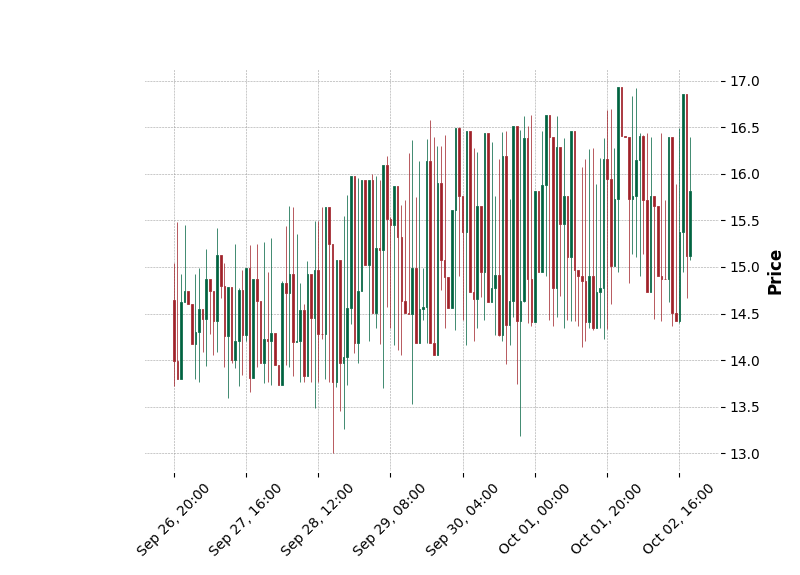 17.0
16.5
16.0
15.5
15.0
14.5
14.0
13.5
13.0
Price
Sep 26, 20:00
Sep 27, 16:00
Sep 28, 12:00
Sep 29, 08:00
Sep 30, 04:00
Oct 01, 00:00
Oct 01, 20:00
Oct 02, 16:00